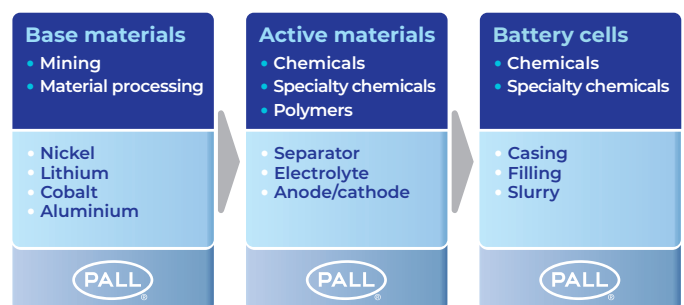 Base materials
• Mining
• Material processing
• Nickel
• Lithium
• Cobalt
• Aluminium
PALL®
Active materials
• Chemicals
• Specialty chemicals
• Polymers
• Separator
• Electrolyte
• Anode/cathode
PALL®
Battery cells
• Chemicals
• Specialty chemicals
• Casing
• Filling
• Slurry
PALL®